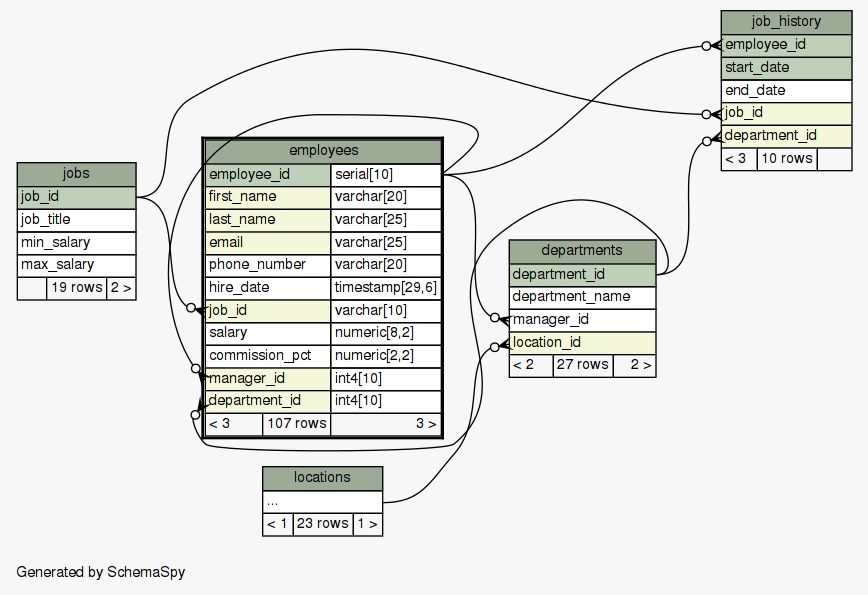 job_history
employee_id
start_date
end_date
job_id
department_id
< 3 10 rows
employees
employee_id serial[10]
first_name varchar[20]
last_name varchar[25]
email varchar[25]
phone_number varchar[20]
hire_date timestamp[29,6]
job_id varchar[10]
salary numeric[8,2]
commission_pct numeric[2,2]
manager_id int4[10]
department_id int4[10]
< 3 107 rows 3 >
jobs
job_id
job_title
min_salary
max_salary
19 rows 2 >
departments
department_id
department_name
manager_id
location_id
< 2 27 rows 2 >
locations
...
< 1 23 rows 1 >
Generated by SchemaSpy